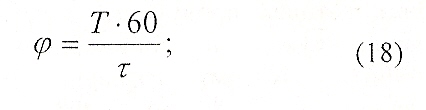 φ = T · 60 / τ ; (18)